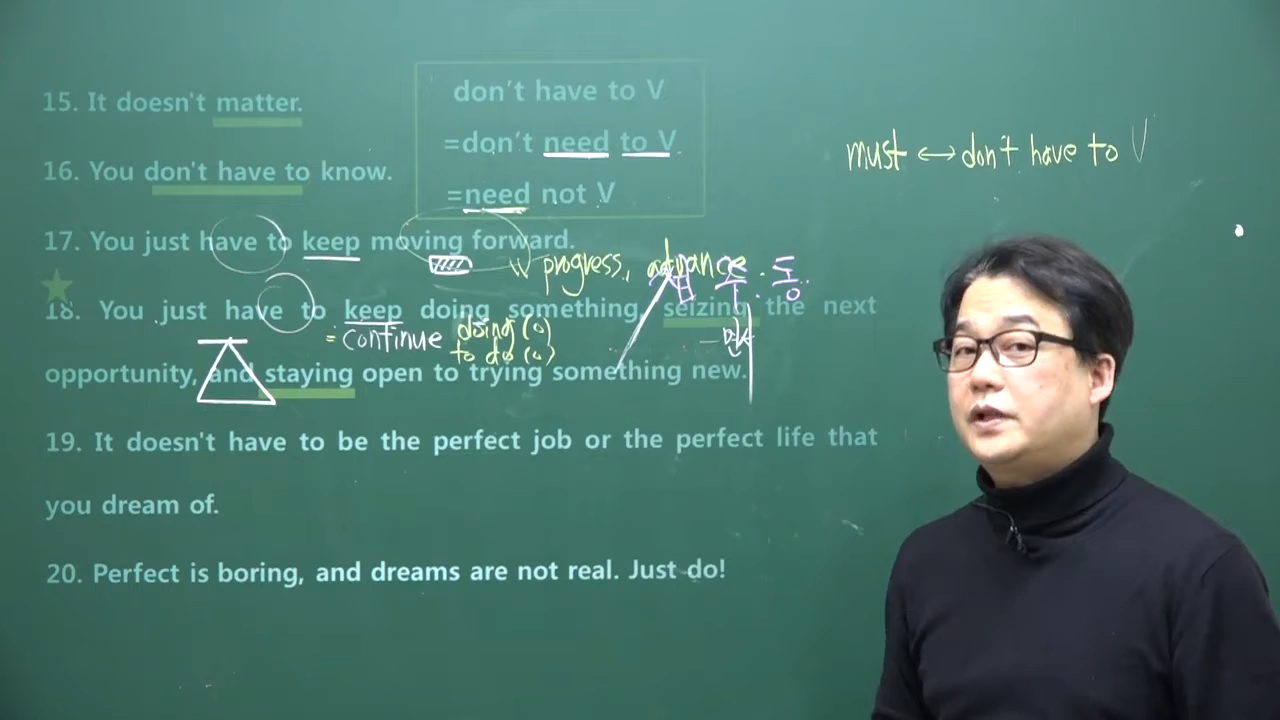 15. It doesn't matter.
16. You don't have to know.
17. You just have to keep moving forward.
18. You just have to keep doing something, seizing the next
opportunity, and staying open to trying something new.
19. It doesn't have to be the perfect job or the perfect life that
you dream of.
20. Perfect is boring, and dreams are not real. Just do!
don't have to V
=don't need to V
=need not V
must ↔ don't have to V
progress, advance
= continue doing (o)
to do (o)